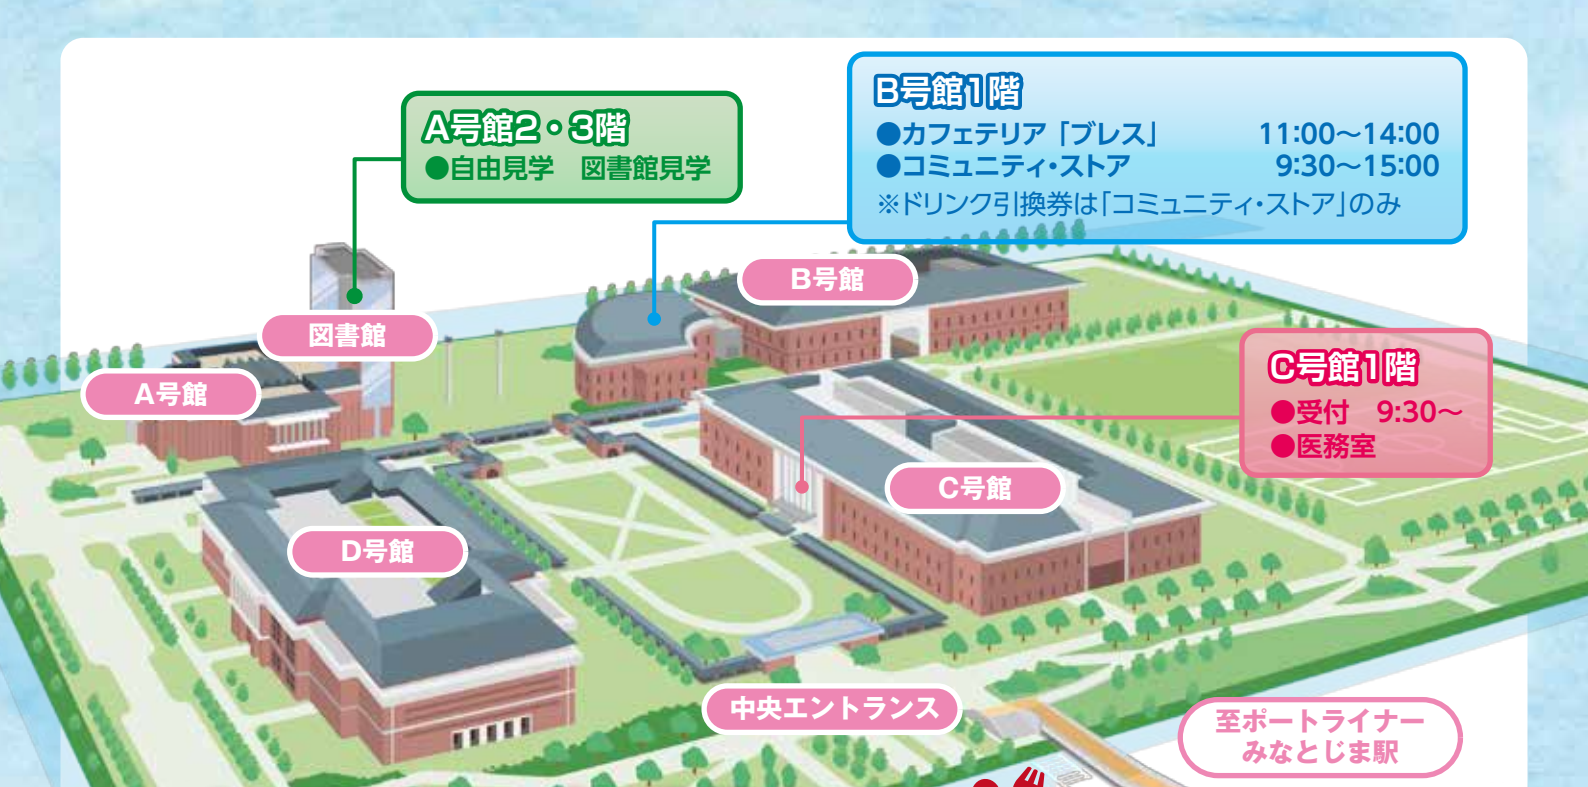 A号館2・3階
●自由見学　図書館見学
B号館1階
●カフェテリア「ブレス」　11:00～14:00
●コミュニティ・ストア　9:30～15:00
※ドリンク引換券は「コミュニティ・ストア」のみ
B号館
図書館
A号館
C号館1階
●受付　9:30～
●医務室
C号館
D号館
中央エントランス
至ポートライナー
みなとじま駅